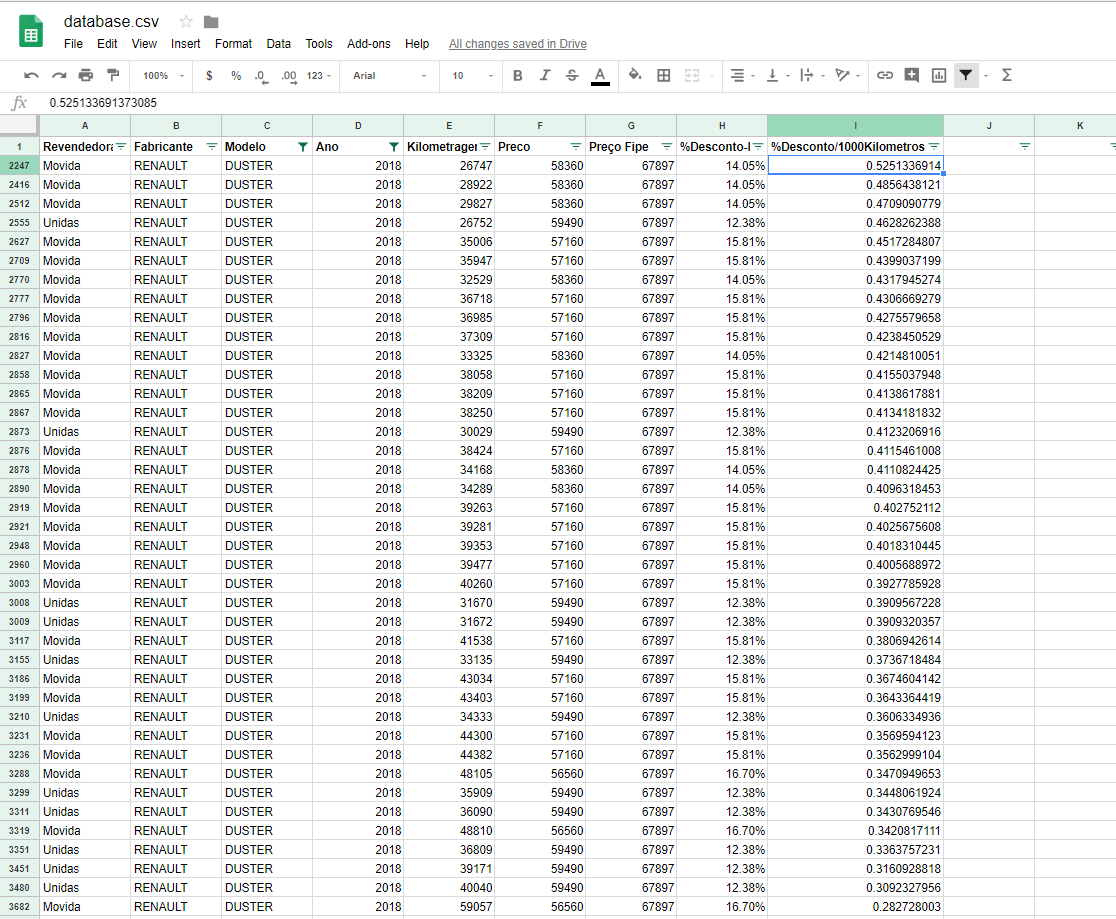 database.csv
File Edit View Insert Format Data Tools Add-ons Help All changes saved in Drive
100% $ % .0 .00 123 Arial 10 B I S A Σ
fx 0.525133691373085
A B C D E F G H I J K
1 Revendedora Fabricante Modelo Ano Kilometrager Preco Preço Fipe %Desconto-I %Desconto/1000Kilometros
2247 Movida RENAULT DUSTER 2018 26747 58360 67897 14.05% 0.5251336914
2416 Movida RENAULT DUSTER 2018 28922 58360 67897 14.05% 0.4856438121
2512 Movida RENAULT DUSTER 2018 29827 58360 67897 14.05% 0.4709090779
2555 Unidas RENAULT DUSTER 2018 26752 59490 67897 12.38% 0.4628262388
2627 Movida RENAULT DUSTER 2018 35006 57160 67897 15.81% 0.4517284807
2709 Movida RENAULT DUSTER 2018 35947 57160 67897 15.81% 0.4399037199
2770 Movida RENAULT DUSTER 2018 32529 58360 67897 14.05% 0.4317945274
2777 Movida RENAULT DUSTER 2018 36718 57160 67897 15.81% 0.4306669279
2796 Movida RENAULT DUSTER 2018 36985 57160 67897 15.81% 0.4275579658
2816 Movida RENAULT DUSTER 2018 37309 57160 67897 15.81% 0.4238450529
2827 Movida RENAULT DUSTER 2018 33325 58360 67897 14.05% 0.4214810051
2858 Movida RENAULT DUSTER 2018 38058 57160 67897 15.81% 0.4155037948
2865 Movida RENAULT DUSTER 2018 38209 57160 67897 15.81% 0.4138617881
2867 Movida RENAULT DUSTER 2018 38250 57160 67897 15.81% 0.4134181832
2873 Unidas RENAULT DUSTER 2018 30029 59490 67897 12.38% 0.4123206916
2876 Movida RENAULT DUSTER 2018 38424 57160 67897 15.81% 0.4115461008
2878 Movida RENAULT DUSTER 2018 34168 58360 67897 14.05% 0.4110824425
2890 Movida RENAULT DUSTER 2018 34289 58360 67897 14.05% 0.4096318453
2919 Movida RENAULT DUSTER 2018 39263 57160 67897 15.81% 0.402752112
2921 Movida RENAULT DUSTER 2018 39281 57160 67897 15.81% 0.4025675608
2948 Movida RENAULT DUSTER 2018 39353 57160 67897 15.81% 0.4018310445
2960 Movida RENAULT DUSTER 2018 39477 57160 67897 15.81% 0.4005688972
3003 Movida RENAULT DUSTER 2018 40260 57160 67897 15.81% 0.3927785928
3008 Unidas RENAULT DUSTER 2018 31670 59490 67897 12.38% 0.3909567228
3009 Unidas RENAULT DUSTER 2018 31672 59490 67897 12.38% 0.3909320357
3117 Movida RENAULT DUSTER 2018 41538 57160 67897 15.81% 0.3806942614
3155 Unidas RENAULT DUSTER 2018 33135 59490 67897 12.38% 0.3736718484
3186 Movida RENAULT DUSTER 2018 43034 57160 67897 15.81% 0.3674604142
3199 Movida RENAULT DUSTER 2018 43403 57160 67897 15.81% 0.3643364419
3210 Unidas RENAULT DUSTER 2018 34333 59490 67897 12.38% 0.3606334936
3231 Movida RENAULT DUSTER 2018 44300 57160 67897 15.81% 0.3569594123
3236 Movida RENAULT DUSTER 2018 44382 57160 67897 15.81% 0.3562999104
3288 Movida RENAULT DUSTER 2018 48105 56560 67897 16.70% 0.3470949653
3299 Unidas RENAULT DUSTER 2018 35909 59490 67897 12.38% 0.3448061924
3311 Unidas RENAULT DUSTER 2018 36090 59490 67897 12.38% 0.3430769546
3319 Movida RENAULT DUSTER 2018 48810 56560 67897 16.70% 0.3420817111
3351 Unidas RENAULT DUSTER 2018 36809 59490 67897 12.38% 0.3363757231
3451 Unidas RENAULT DUSTER 2018 39171 59490 67897 12.38% 0.3160928818
3480 Unidas RENAULT DUSTER 2018 40040 59490 67897 12.38% 0.3092327956
3682 Movida RENAULT DUSTER 2018 59057 56560 67897 16.70% 0.282728003